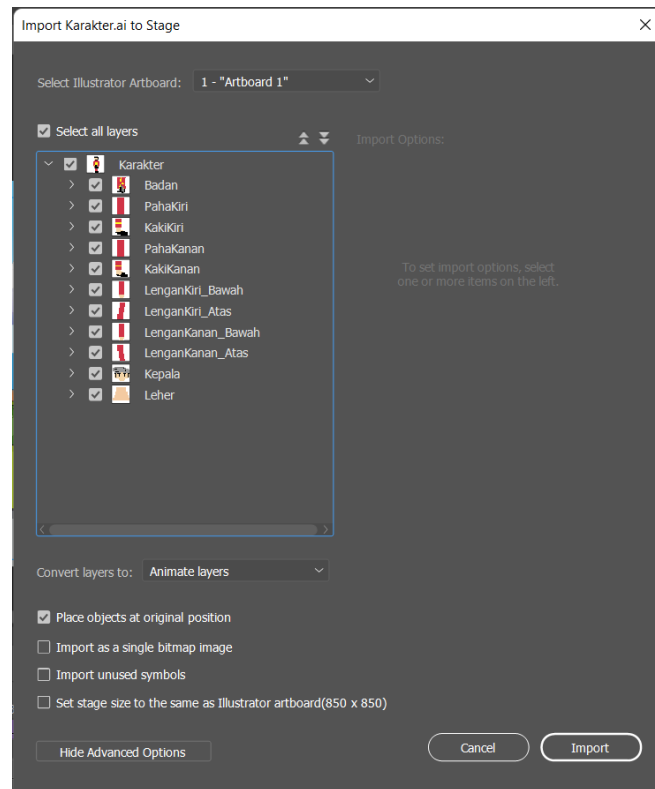 Import Karakter.ai to Stage
Select Illustrator Artboard: 1 - "Artboard 1"
Select all layers
Import Options:
Karakter
Badan
PahaKiri
KakiKiri
PahaKanan
KakiKanan
LenganKiri_Bawah
LenganKiri_Atas
LenganKanan_Bawah
LenganKanan_Atas
Kepala
Leher
To set import options, select
one or more items on the left.
Convert layers to: Animate layers
Place objects at original position
Import as a single bitmap image
Import unused symbols
Set stage size to the same as Illustrator artboard(850 x 850)
Hide Advanced Options
Cancel
Import